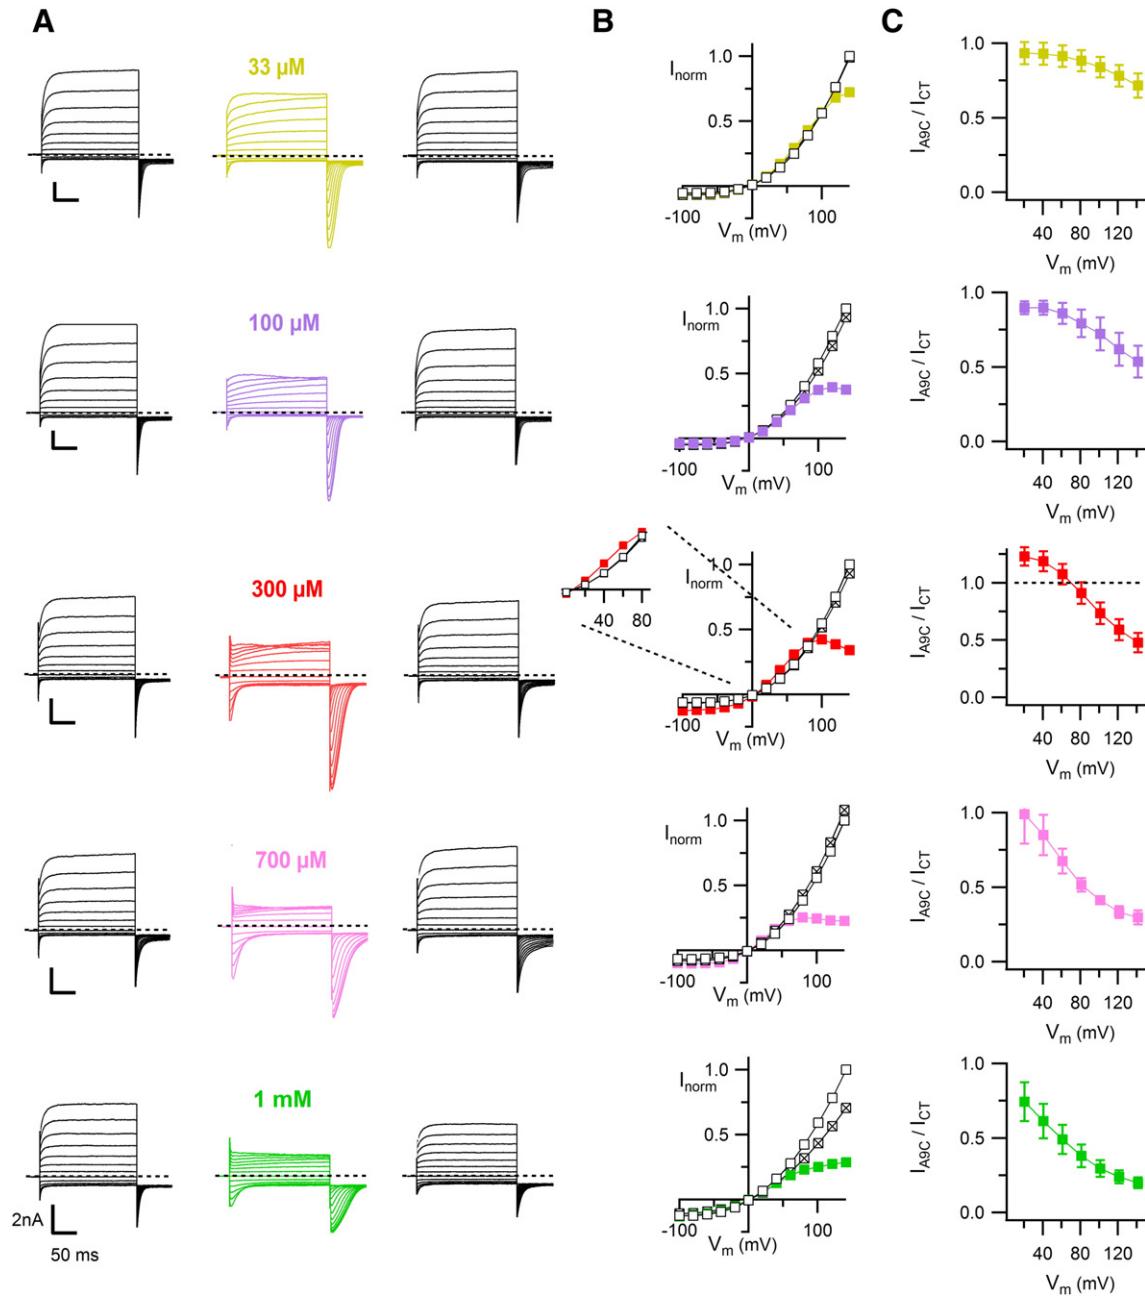 A
B
C
33 µM
I_norm
1.0
0.5
-100
100
V_m (mV)
I_A9C / I_CT
1.0
0.5
0.0
40 80 120
V_m (mV)
100 µM
I_norm
1.0
0.5
-100
100
V_m (mV)
I_A9C / I_CT
1.0
0.5
0.0
40 80 120
V_m (mV)
300 µM
40 80
I_norm
1.0
0.5
-100
100
V_m (mV)
I_A9C / I_CT
1.0
0.5
0.0
40 80 120
V_m (mV)
700 µM
I_norm
1.0
0.5
-100
100
V_m (mV)
I_A9C / I_CT
1.0
0.5
0.0
40 80 120
V_m (mV)
1 mM
2nA
50 ms
I_norm
1.0
0.5
-100
100
V_m (mV)
I_A9C / I_CT
1.0
0.5
0.0
40 80 120
V_m (mV)